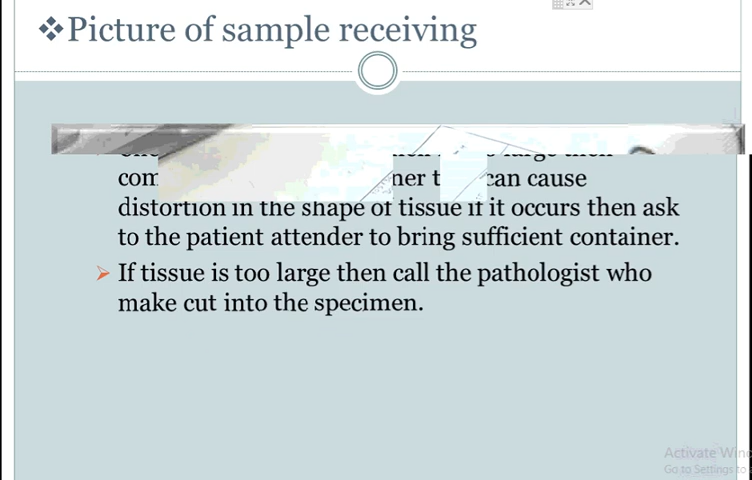 ❖Picture of sample receiving
large then
com ner t can cause
distortion in the shape of tissue if it occurs then ask
to the patient attender to bring sufficient container.
➢ If tissue is too large then call the pathologist who
make cut into the specimen.
Activate Win
Go to Settings to